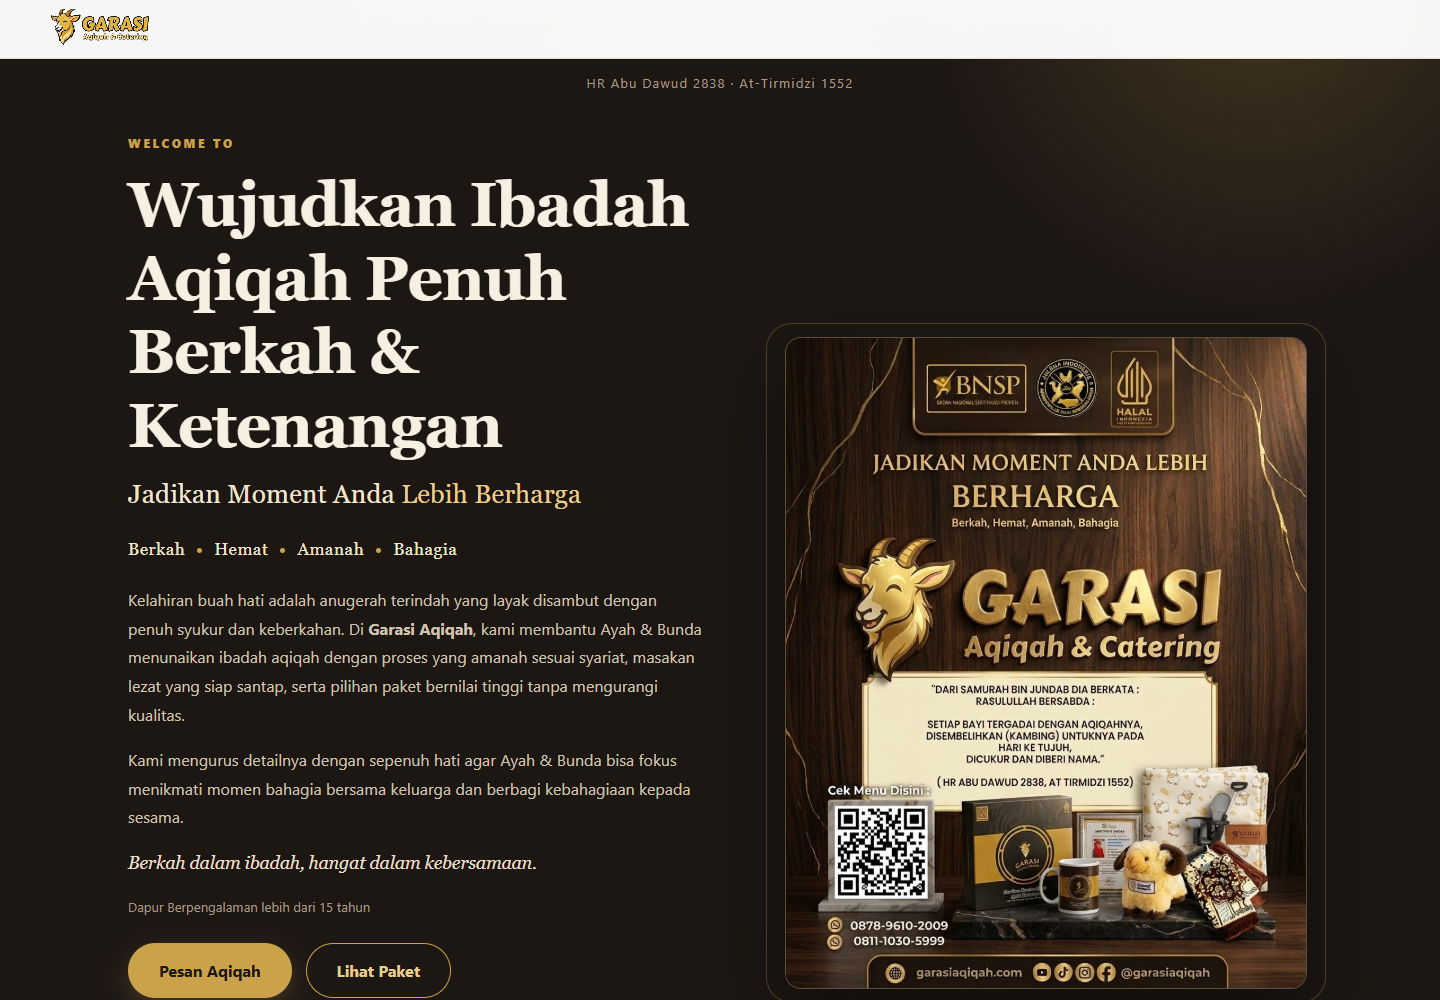 GARASI
Aqiqah & Catering
HR Abu Dawud 2838 · At-Tirmidzi 1552
WELCOME TO
Wujudkan Ibadah
Aqiqah Penuh
Berkah &
Ketenangan
Jadikan Moment Anda Lebih Berharga
Berkah • Hemat • Amanah • Bahagia
Kelahiran buah hati adalah anugerah terindah yang layak disambut dengan
penuh syukur dan keberkahan. Di Garasi Aqiqah, kami membantu Ayah & Bunda
menunaikan ibadah aqiqah dengan proses yang amanah sesuai syariat, masakan
lezat yang siap santap, serta pilihan paket bernilai tinggi tanpa mengurangi
kualitas.
Kami mengurus detailnya dengan sepenuh hati agar Ayah & Bunda bisa fokus
menikmati momen bahagia bersama keluarga dan berbagi kebahagiaan kepada
sesama.
Berkah dalam ibadah, hangat dalam kebersamaan.
Dapur Berpengalaman lebih dari 15 tahun
Pesan Aqiqah
Lihat Paket
BNSP
BADAN NASIONAL SERTIFIKASI PROFESI
HALAL
INDONESIA
JADIKAN MOMENT ANDA LEBIH
BERHARGA
Berkah, Hemat, Amanah, Bahagia
GARASI
Aqiqah & Catering
"DARI SAMURAH BIN JUNDAB DIA BERKATA :
RASULULLAH BERSABDA :
SETIAP BAYI TERGADAI DENGAN AQIQAHNYA,
DISEMBELIHKAN (KAMBING) UNTUKNYA PADA
HARI KE TUJUH,
DICUKUR DAN DIBERI NAMA."
( HR ABU DAWUD 2838, AT TIRMIDZI 1552)
Cek Menu Disini :
GARASI
0878-9610-2009
0811-1030-5999
garasiaqiqah.com
@garasiaqiqah